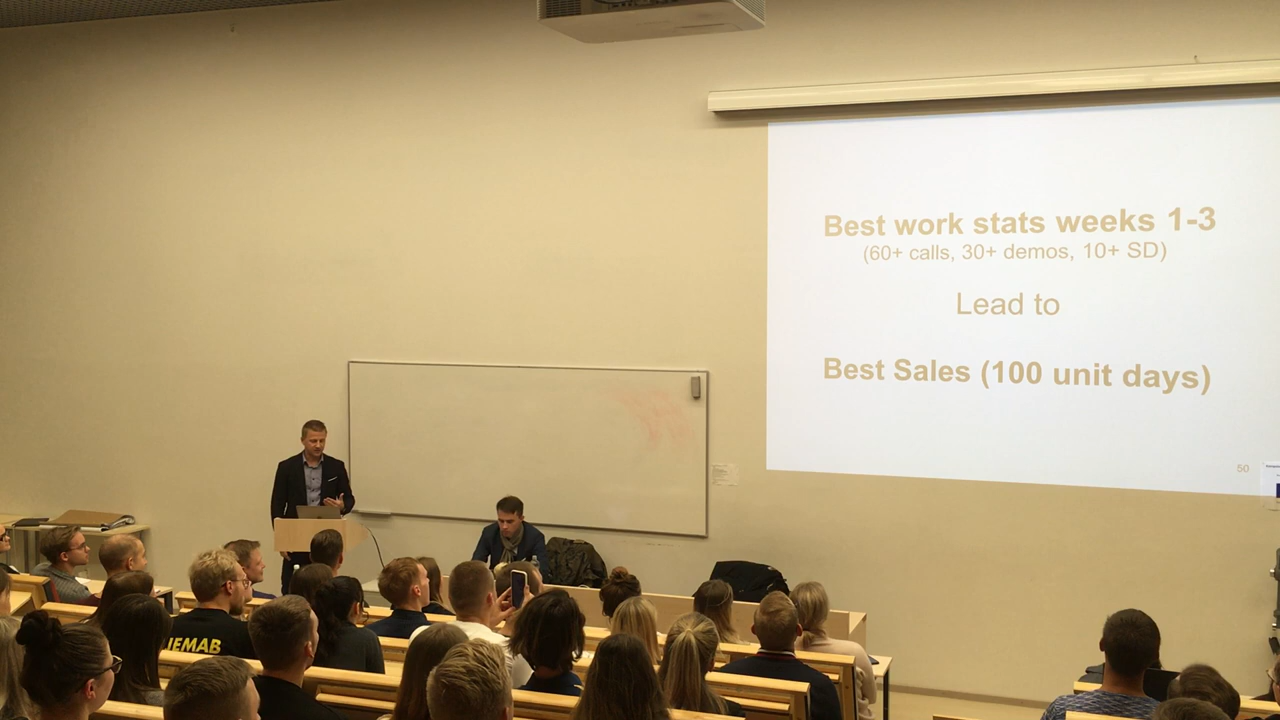 Best work stats weeks 1-3
(60+ calls, 30+ demos, 10+ SD)
Lead to
Best Sales (100 unit days)
50
IEMAB